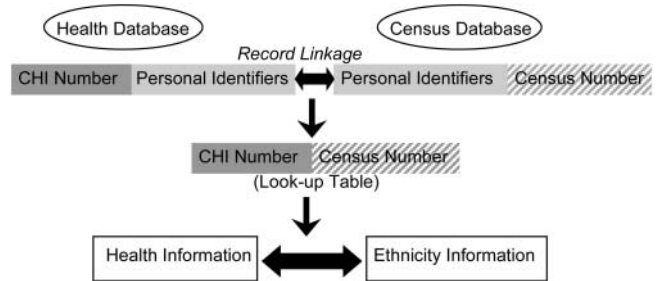 Health Database
Census Database
Record Linkage
CHI Number Personal Identifiers Personal Identifiers Census Number
CHI Number Census Number
(Look-up Table)
Health Information Ethnicity Information